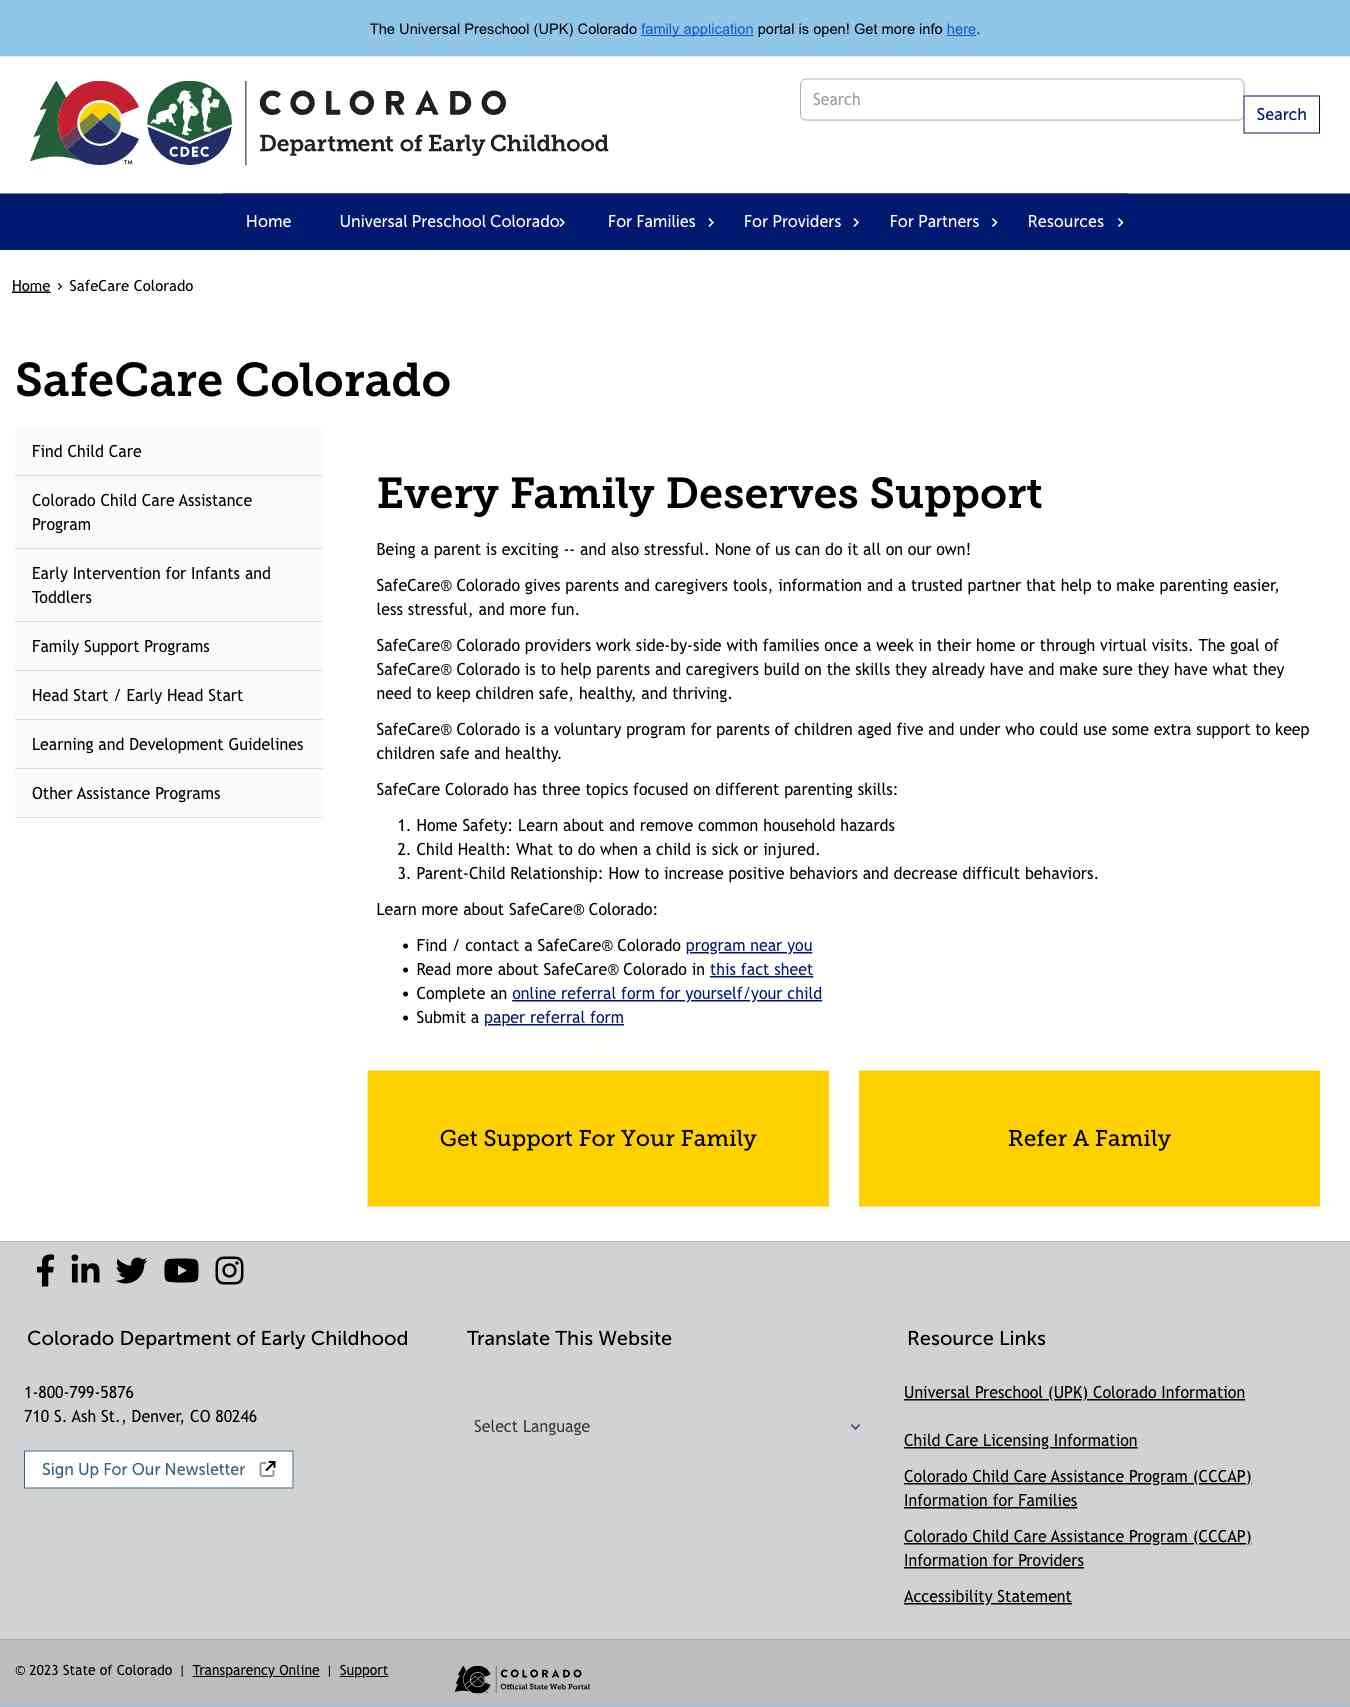 The Universal Preschool (UPK) Colorado family application portal is open! Get more info here.
CDEC
TM
COLORADO
Department of Early Childhood
Search
Search
Home
Universal Preschool Colorado
For Families
For Providers
For Partners
Resources
Home › SafeCare Colorado
SafeCare Colorado
Find Child Care
Colorado Child Care Assistance
Program
Early Intervention for Infants and
Toddlers
Family Support Programs
Head Start / Early Head Start
Learning and Development Guidelines
Other Assistance Programs
Every Family Deserves Support
Being a parent is exciting -- and also stressful. None of us can do it all on our own!
SafeCare® Colorado gives parents and caregivers tools, information and a trusted partner that help to make parenting easier,
less stressful, and more fun.
SafeCare® Colorado providers work side-by-side with families once a week in their home or through virtual visits. The goal of
SafeCare® Colorado is to help parents and caregivers build on the skills they already have and make sure they have what they
need to keep children safe, healthy, and thriving.
SafeCare® Colorado is a voluntary program for parents of children aged five and under who could use some extra support to keep
children safe and healthy.
SafeCare Colorado has three topics focused on different parenting skills:
1. Home Safety: Learn about and remove common household hazards
2. Child Health: What to do when a child is sick or injured.
3. Parent-Child Relationship: How to increase positive behaviors and decrease difficult behaviors.
Learn more about SafeCare® Colorado:
• Find / contact a SafeCare® Colorado program near you
• Read more about SafeCare® Colorado in this fact sheet
• Complete an online referral form for yourself/your child
• Submit a paper referral form
Get Support For Your Family
Refer A Family
Colorado Department of Early Childhood
1-800-799-5876
710 S. Ash St., Denver, CO 80246
Sign Up For Our Newsletter
Translate This Website
Select Language
Resource Links
Universal Preschool (UPK) Colorado Information
Child Care Licensing Information
Colorado Child Care Assistance Program (CCCAP)
Information for Families
Colorado Child Care Assistance Program (CCCAP)
Information for Providers
Accessibility Statement
© 2023 State of Colorado | Transparency Online | Support
COLORADO
Official State Web Portal